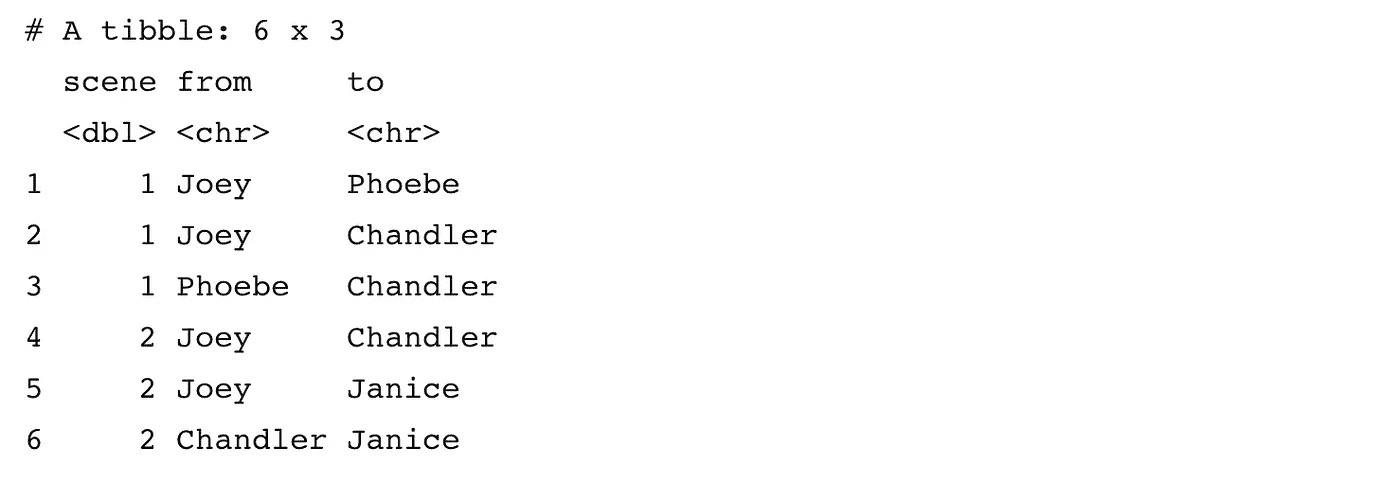 # A tibble: 6 x 3
  scene from     to
  <dbl> <chr>    <chr>
1     1 Joey     Phoebe
2     1 Joey     Chandler
3     1 Phoebe   Chandler
4     2 Joey     Chandler
5     2 Joey     Janice
6     2 Chandler Janice